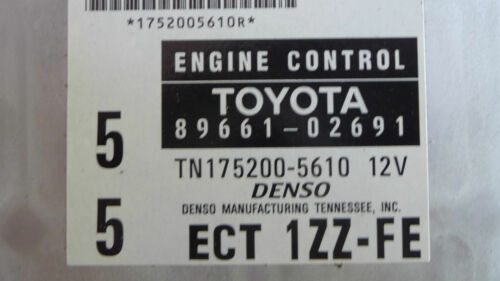 *1752005610R*
ENGINE CONTROL
TOYOTA
89661-02691
5
TN175200-5610 12V
DENSO
DENSO MANUFACTURING TENNESSEE, INC.
5
ECT 1ZZ-FE